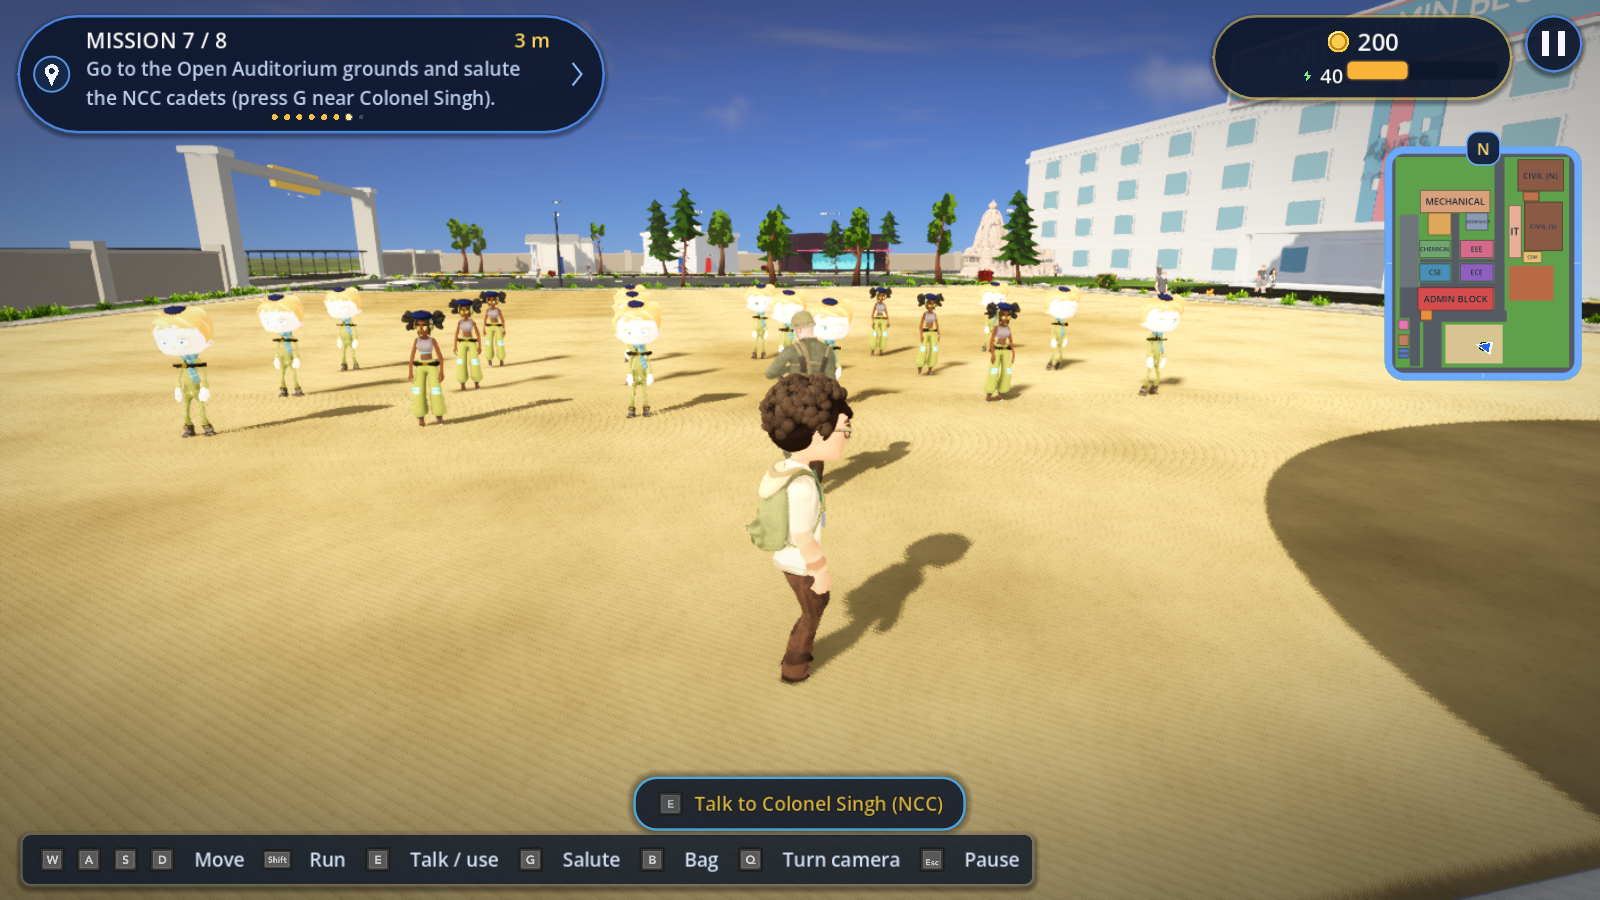 MISSION 7 / 8
3 m
Go to the Open Auditorium grounds and salute
the NCC cadets (press G near Colonel Singh).
200
40
N
CIVIL (N)
MECHANICAL
IT
CIVIL (S)
CHEMICAL
EEE
CSE
ECE
ADMIN BLOCK
E Talk to Colonel Singh (NCC)
W A S D Move Shift Run E Talk / use G Salute B Bag Q Turn camera Esc Pause